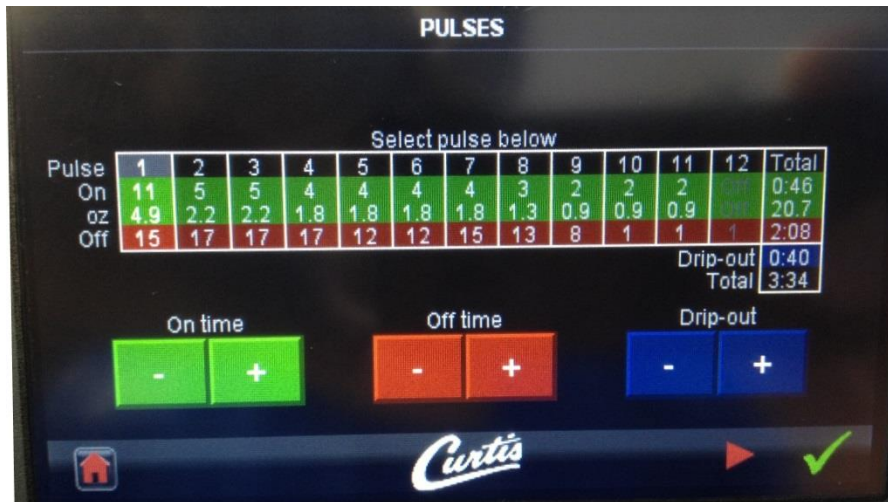 PULSES
Select pulse below
Pulse 1 2 3 4 5 6 7 8 9 10 11 12 Total
On 11 5 5 4 4 4 4 3 2 2 2 Off 0:46
oz 4.9 2.2 2.2 1.8 1.8 1.8 1.8 1.3 0.9 0.9 0.9 20.7
Off 15 17 17 17 12 12 15 13 8 1 1 1 2:08
Drip-out 0:40
Total 3:34
On time Off time Drip-out
- + - + - +
Curtis